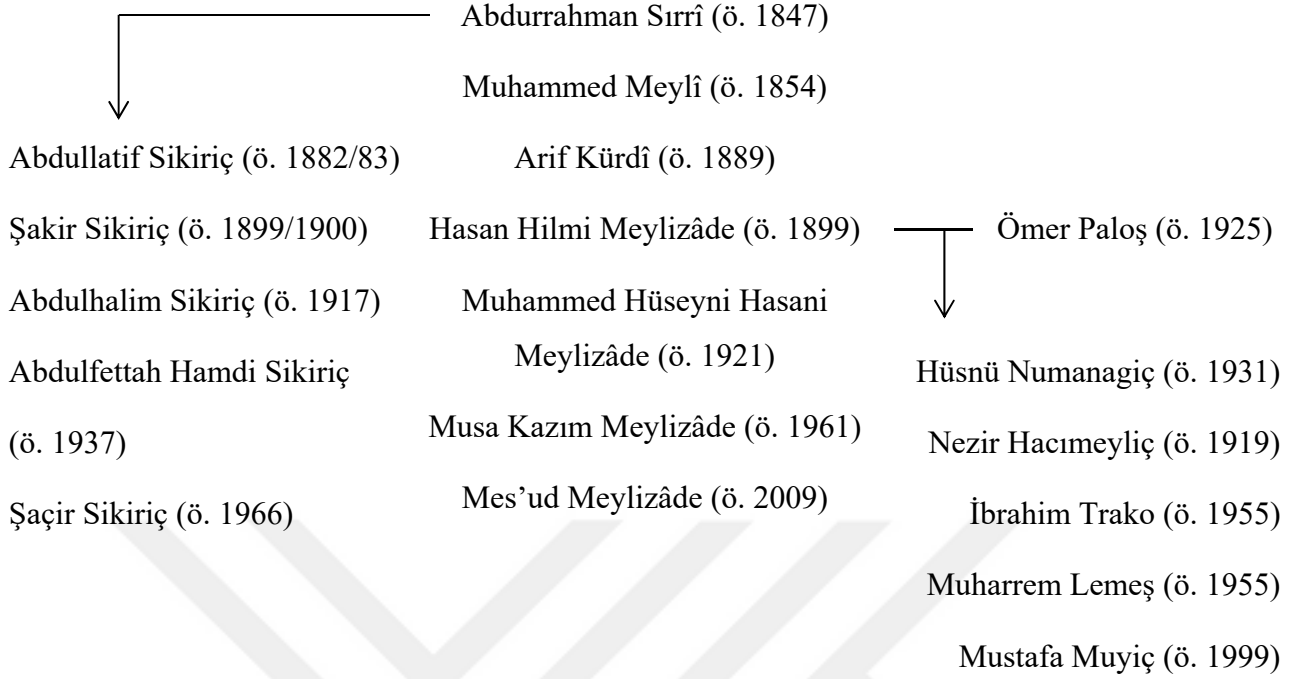 Abdurrahman Sırrî (ö. 1847)
Muhammed Meylî (ö. 1854)
Abdullatif Sikiriç (ö. 1882/83)
Arif Kürdî (ö. 1889)
Şakir Sikiriç (ö. 1899/1900)
Hasan Hilmi Meylizâde (ö. 1899)
Ömer Paloş (ö. 1925)
Abdulhalim Sikiriç (ö. 1917)
Muhammed Hüseyni Hasani
Meylizâde (ö. 1921)
Abdulfettah Hamdi Sikiriç
(ö. 1937)
Hüsnü Numanagiç (ö. 1931)
Musa Kazım Meylizâde (ö. 1961)
Nezir Hacımeyliç (ö. 1919)
Şaçir Sikiriç (ö. 1966)
Mes’ud Meylizâde (ö. 2009)
İbrahim Trako (ö. 1955)
Muharrem Lemeş (ö. 1955)
Mustafa Muyiç (ö. 1999)